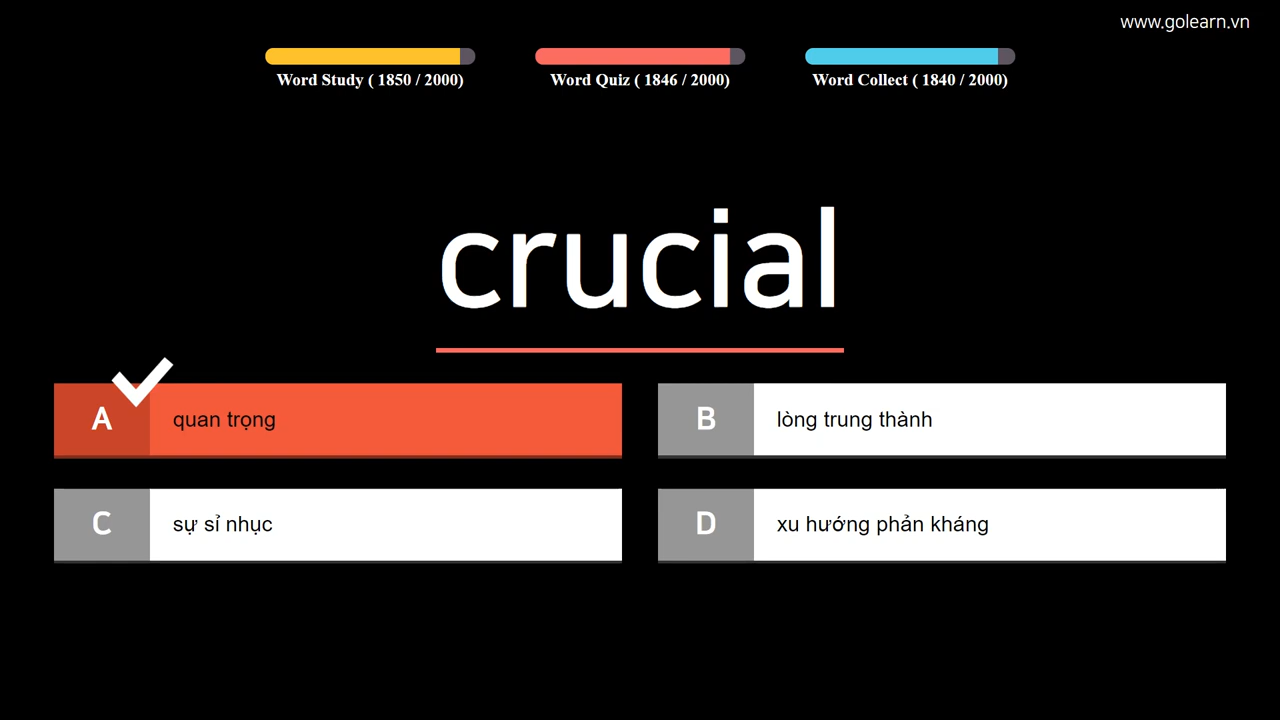 www.golearn.vn
Word Study ( 1850 / 2000)
Word Quiz ( 1846 / 2000)
Word Collect ( 1840 / 2000)
crucial
A quan trọng
B lòng trung thành
C sự sỉ nhục
D xu hướng phản kháng